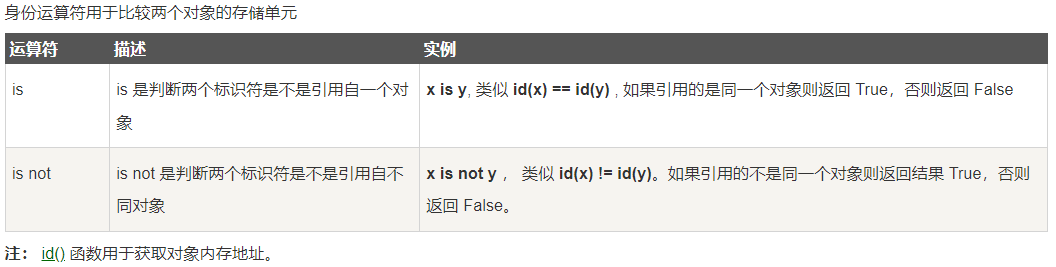 身份运算符用于比较两个对象的存储单元
运算符 描述 实例
is is 是判断两个标识符是不是引用自一个对 x is y, 类似 id(x) == id(y) , 如果引用的是同一个对象则返回 True，否则返回 False
象
is not is not 是判断两个标识符是不是引用自不 x is not y ， 类似 id(x) != id(y)。如果引用的不是同一个对象则返回结果 True，否则
同对象 返回 False。
注： id() 函数用于获取对象内存地址。